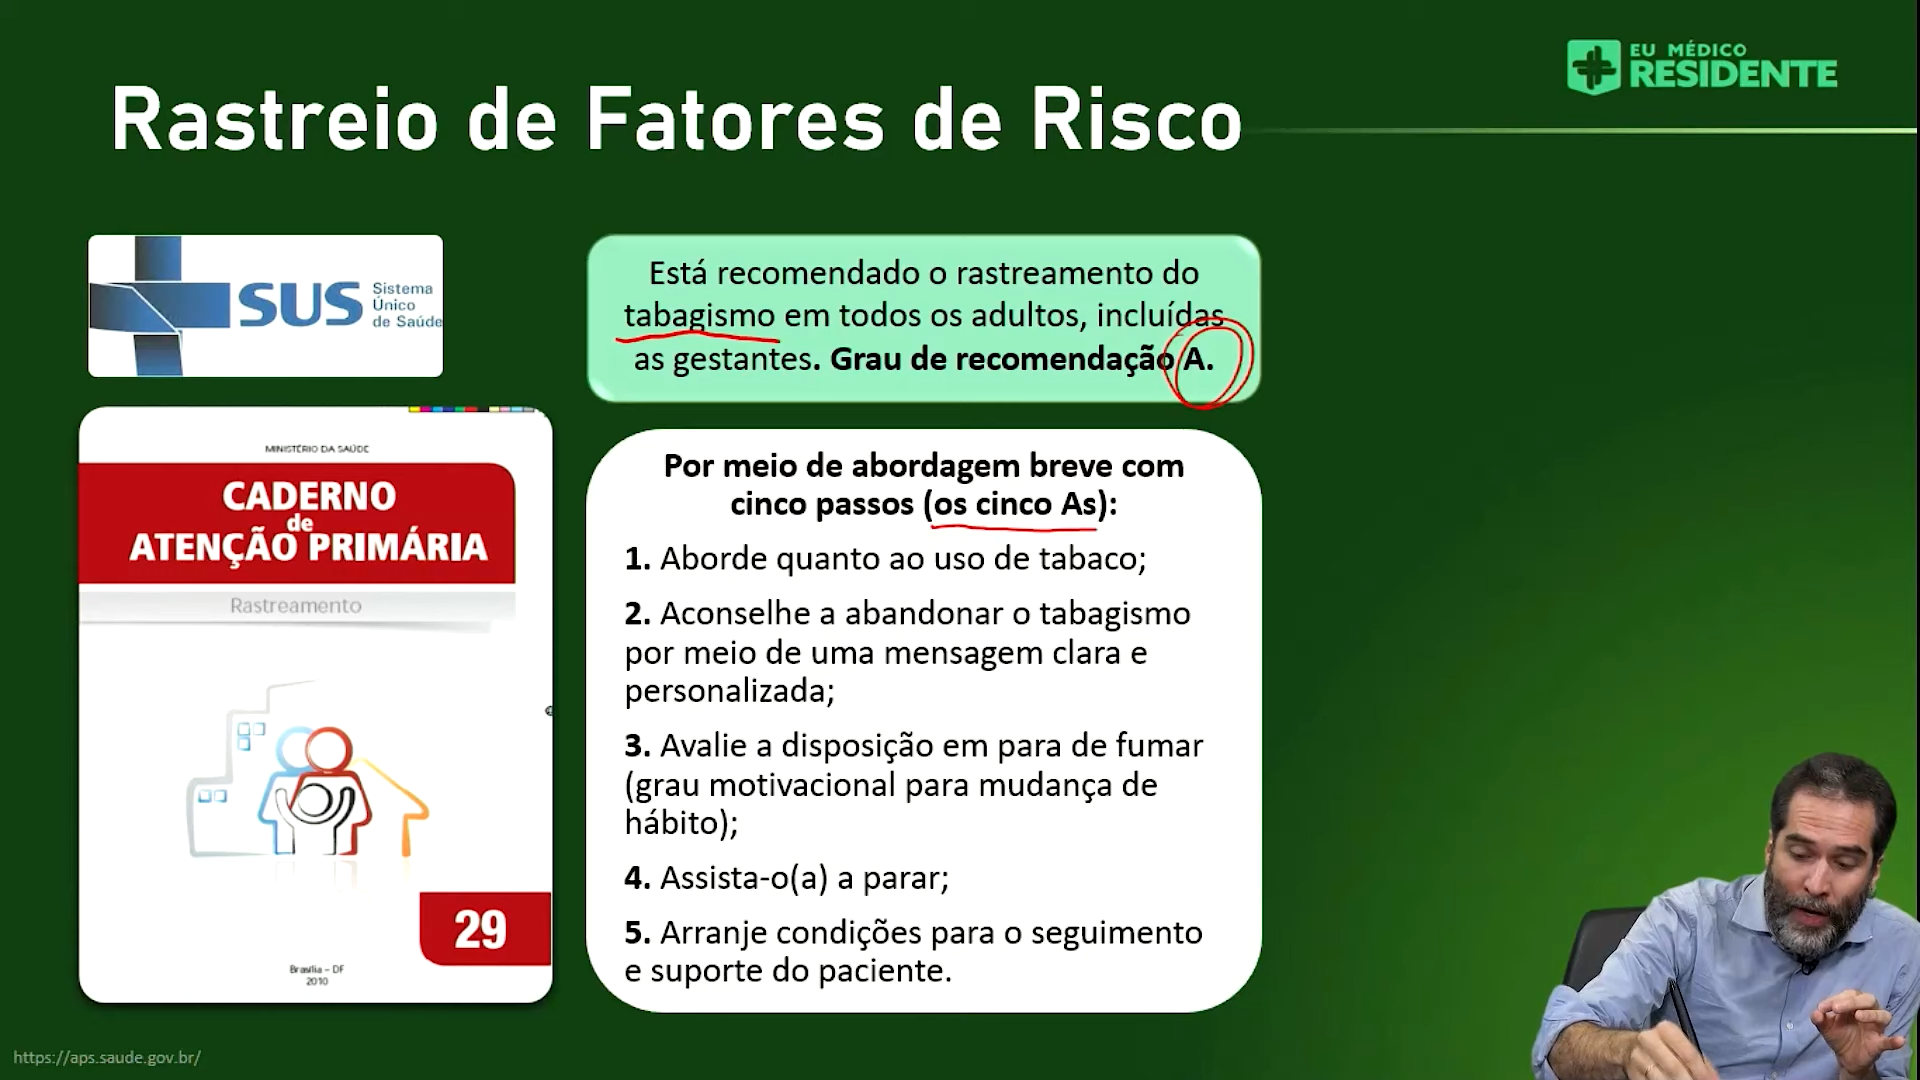 EU MÉDICO
RESIDENTE
Rastreio de Fatores de Risco
SUS
Sistema
Único
de Saúde
Está recomendado o rastreamento do
tabagismo em todos os adultos, incluídas
as gestantes. Grau de recomendação A.
MINISTÉRIO DA SAÚDE
CADERNO
de
ATENÇÃO PRIMÁRIA
Rastreamento
29
Brasília – DF
2010
Por meio de abordagem breve com
cinco passos (os cinco As):
1. Aborde quanto ao uso de tabaco;
2. Aconselhe a abandonar o tabagismo
por meio de uma mensagem clara e
personalizada;
3. Avalie a disposição em para de fumar
(grau motivacional para mudança de
hábito);
4. Assista-o(a) a parar;
5. Arranje condições para o seguimento
e suporte do paciente.
https://aps.saude.gov.br/